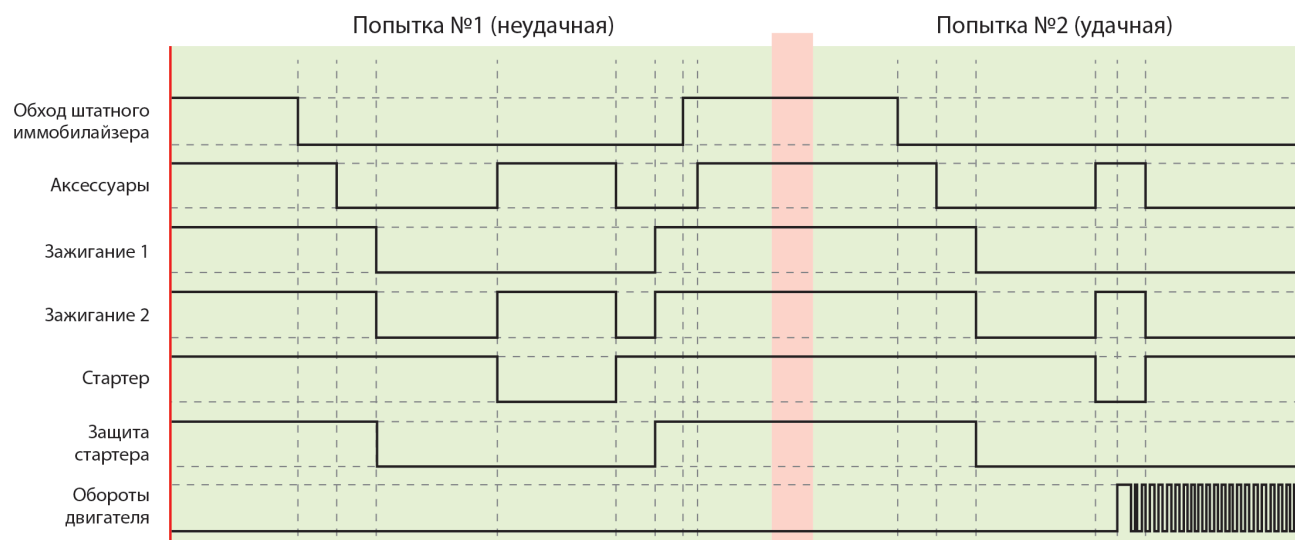 Попытка №1 (неудачная)
Попытка №2 (удачная)
Обход штатного
иммобилайзера
Аксессуары
Зажигание 1
Зажигание 2
Стартер
Защита
стартера
Обороты
двигателя